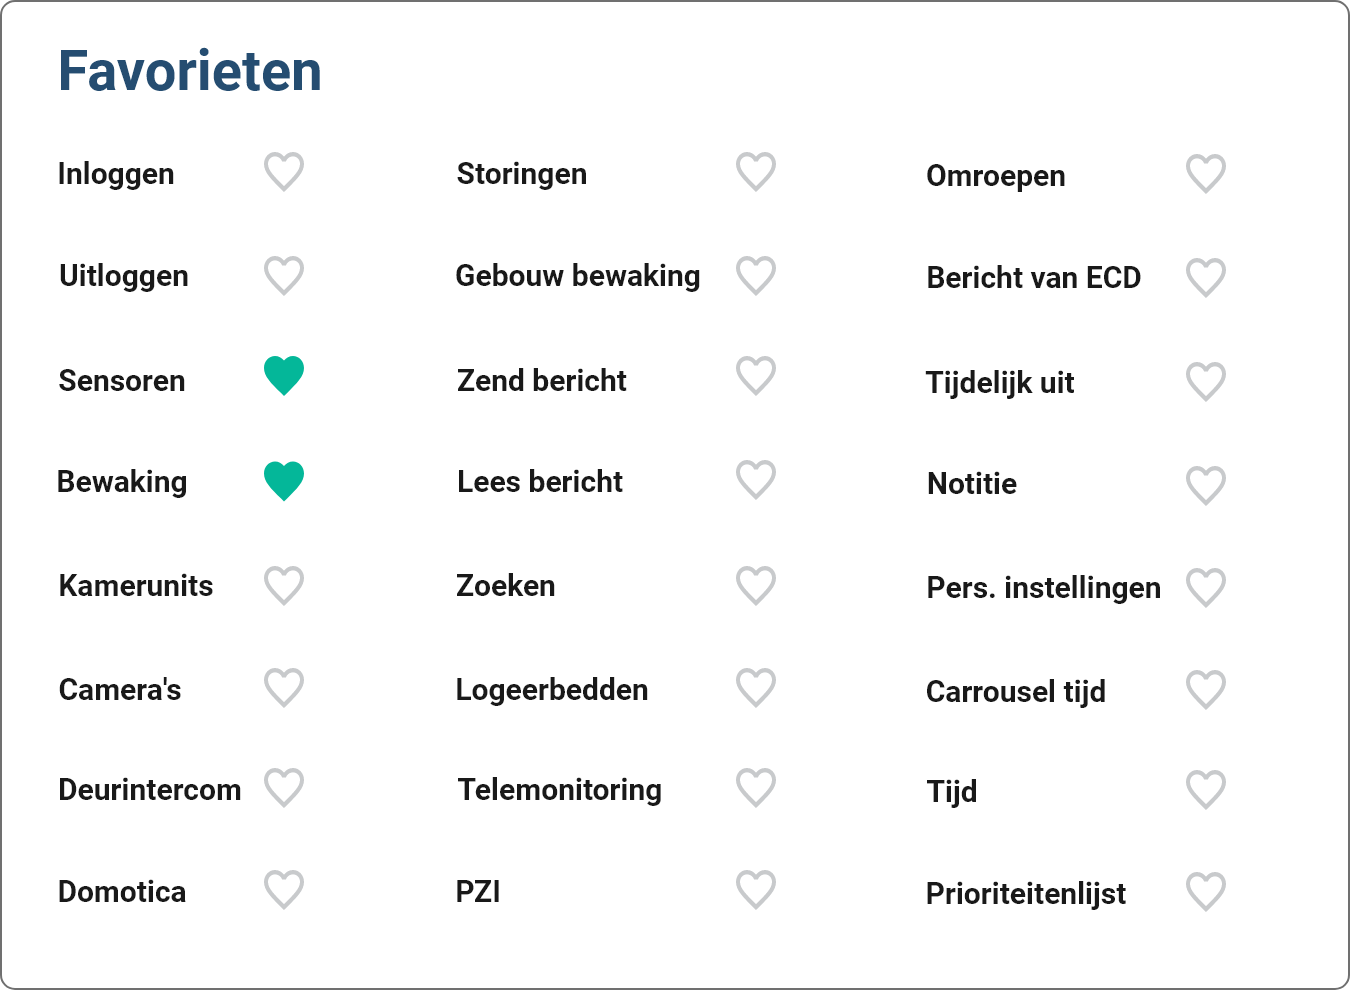 Favorieten
Inloggen
Storingen
Omroepen
Uitloggen
Gebouw bewaking
Bericht van ECD
Sensoren
Zend bericht
Tijdelijk uit
Bewaking
Lees bericht
Notitie
Kamerunits
Zoeken
Pers. instellingen
Camera's
Logeerbedden
Carrousel tijd
Deurintercom
Telemonitoring
Tijd
Domotica
PZI
Prioriteitenlijst